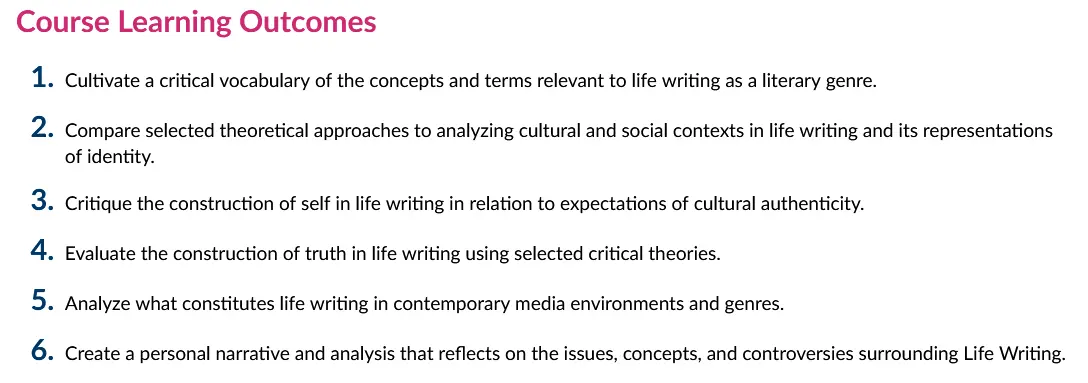 Course Learning Outcomes
1. Cultivate a critical vocabulary of the concepts and terms relevant to life writing as a literary genre.
2. Compare selected theoretical approaches to analyzing cultural and social contexts in life writing and its representations
of identity.
3. Critique the construction of self in life writing in relation to expectations of cultural authenticity.
4. Evaluate the construction of truth in life writing using selected critical theories.
5. Analyze what constitutes life writing in contemporary media environments and genres.
6. Create a personal narrative and analysis that reflects on the issues, concepts, and controversies surrounding Life Writing.